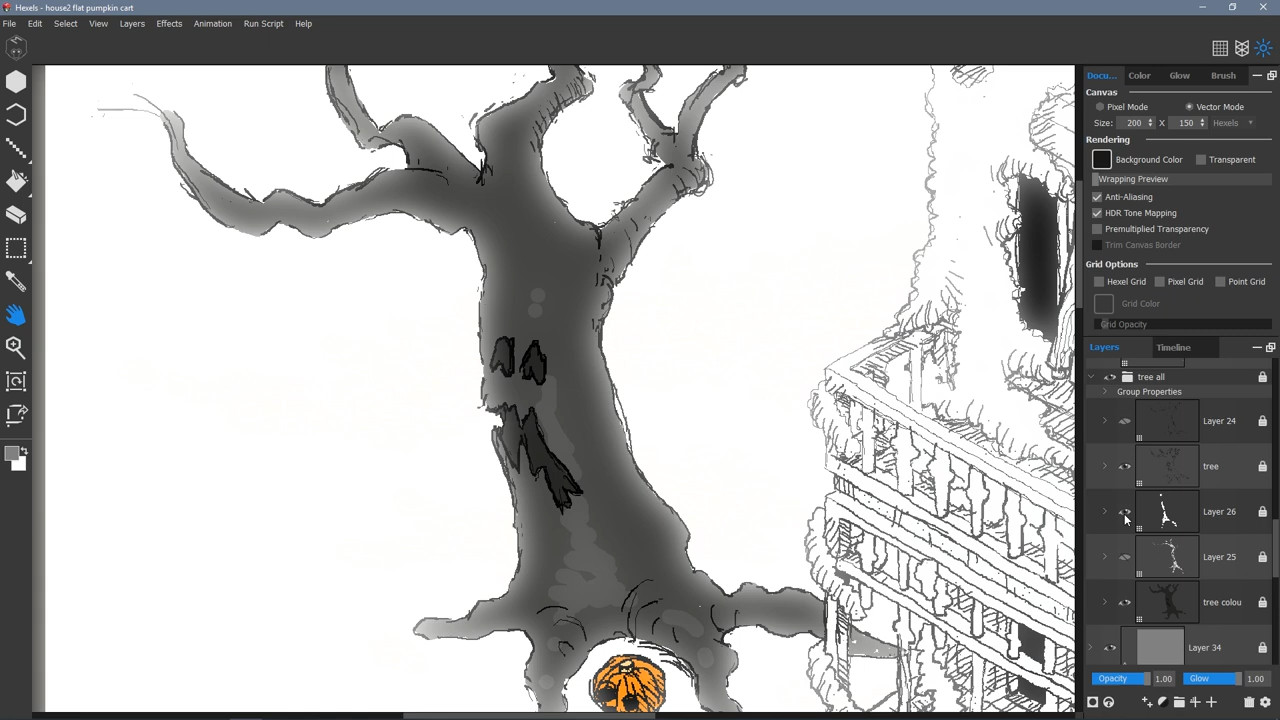 Hexels - house2 flat pumpkin cart
File Edit Select View Layers Effects Animation Run Script Help
Docu... Color Glow Brush
Canvas
Pixel Mode Vector Mode
Size: 200 X 150 Hexels
Rendering
Background Color Transparent
Wrapping Preview
Anti-Aliasing
HDR Tone Mapping
Premultiplied Transparency
Trim Canvas Border
Grid Options
Hexel Grid Pixel Grid Point Grid
Grid Color
Grid Opacity
Layers Timeline
tree all
Group Properties
Layer 24
tree
Layer 26
Layer 25
tree colou
Layer 34
Opacity 1.00 Glow 1.00